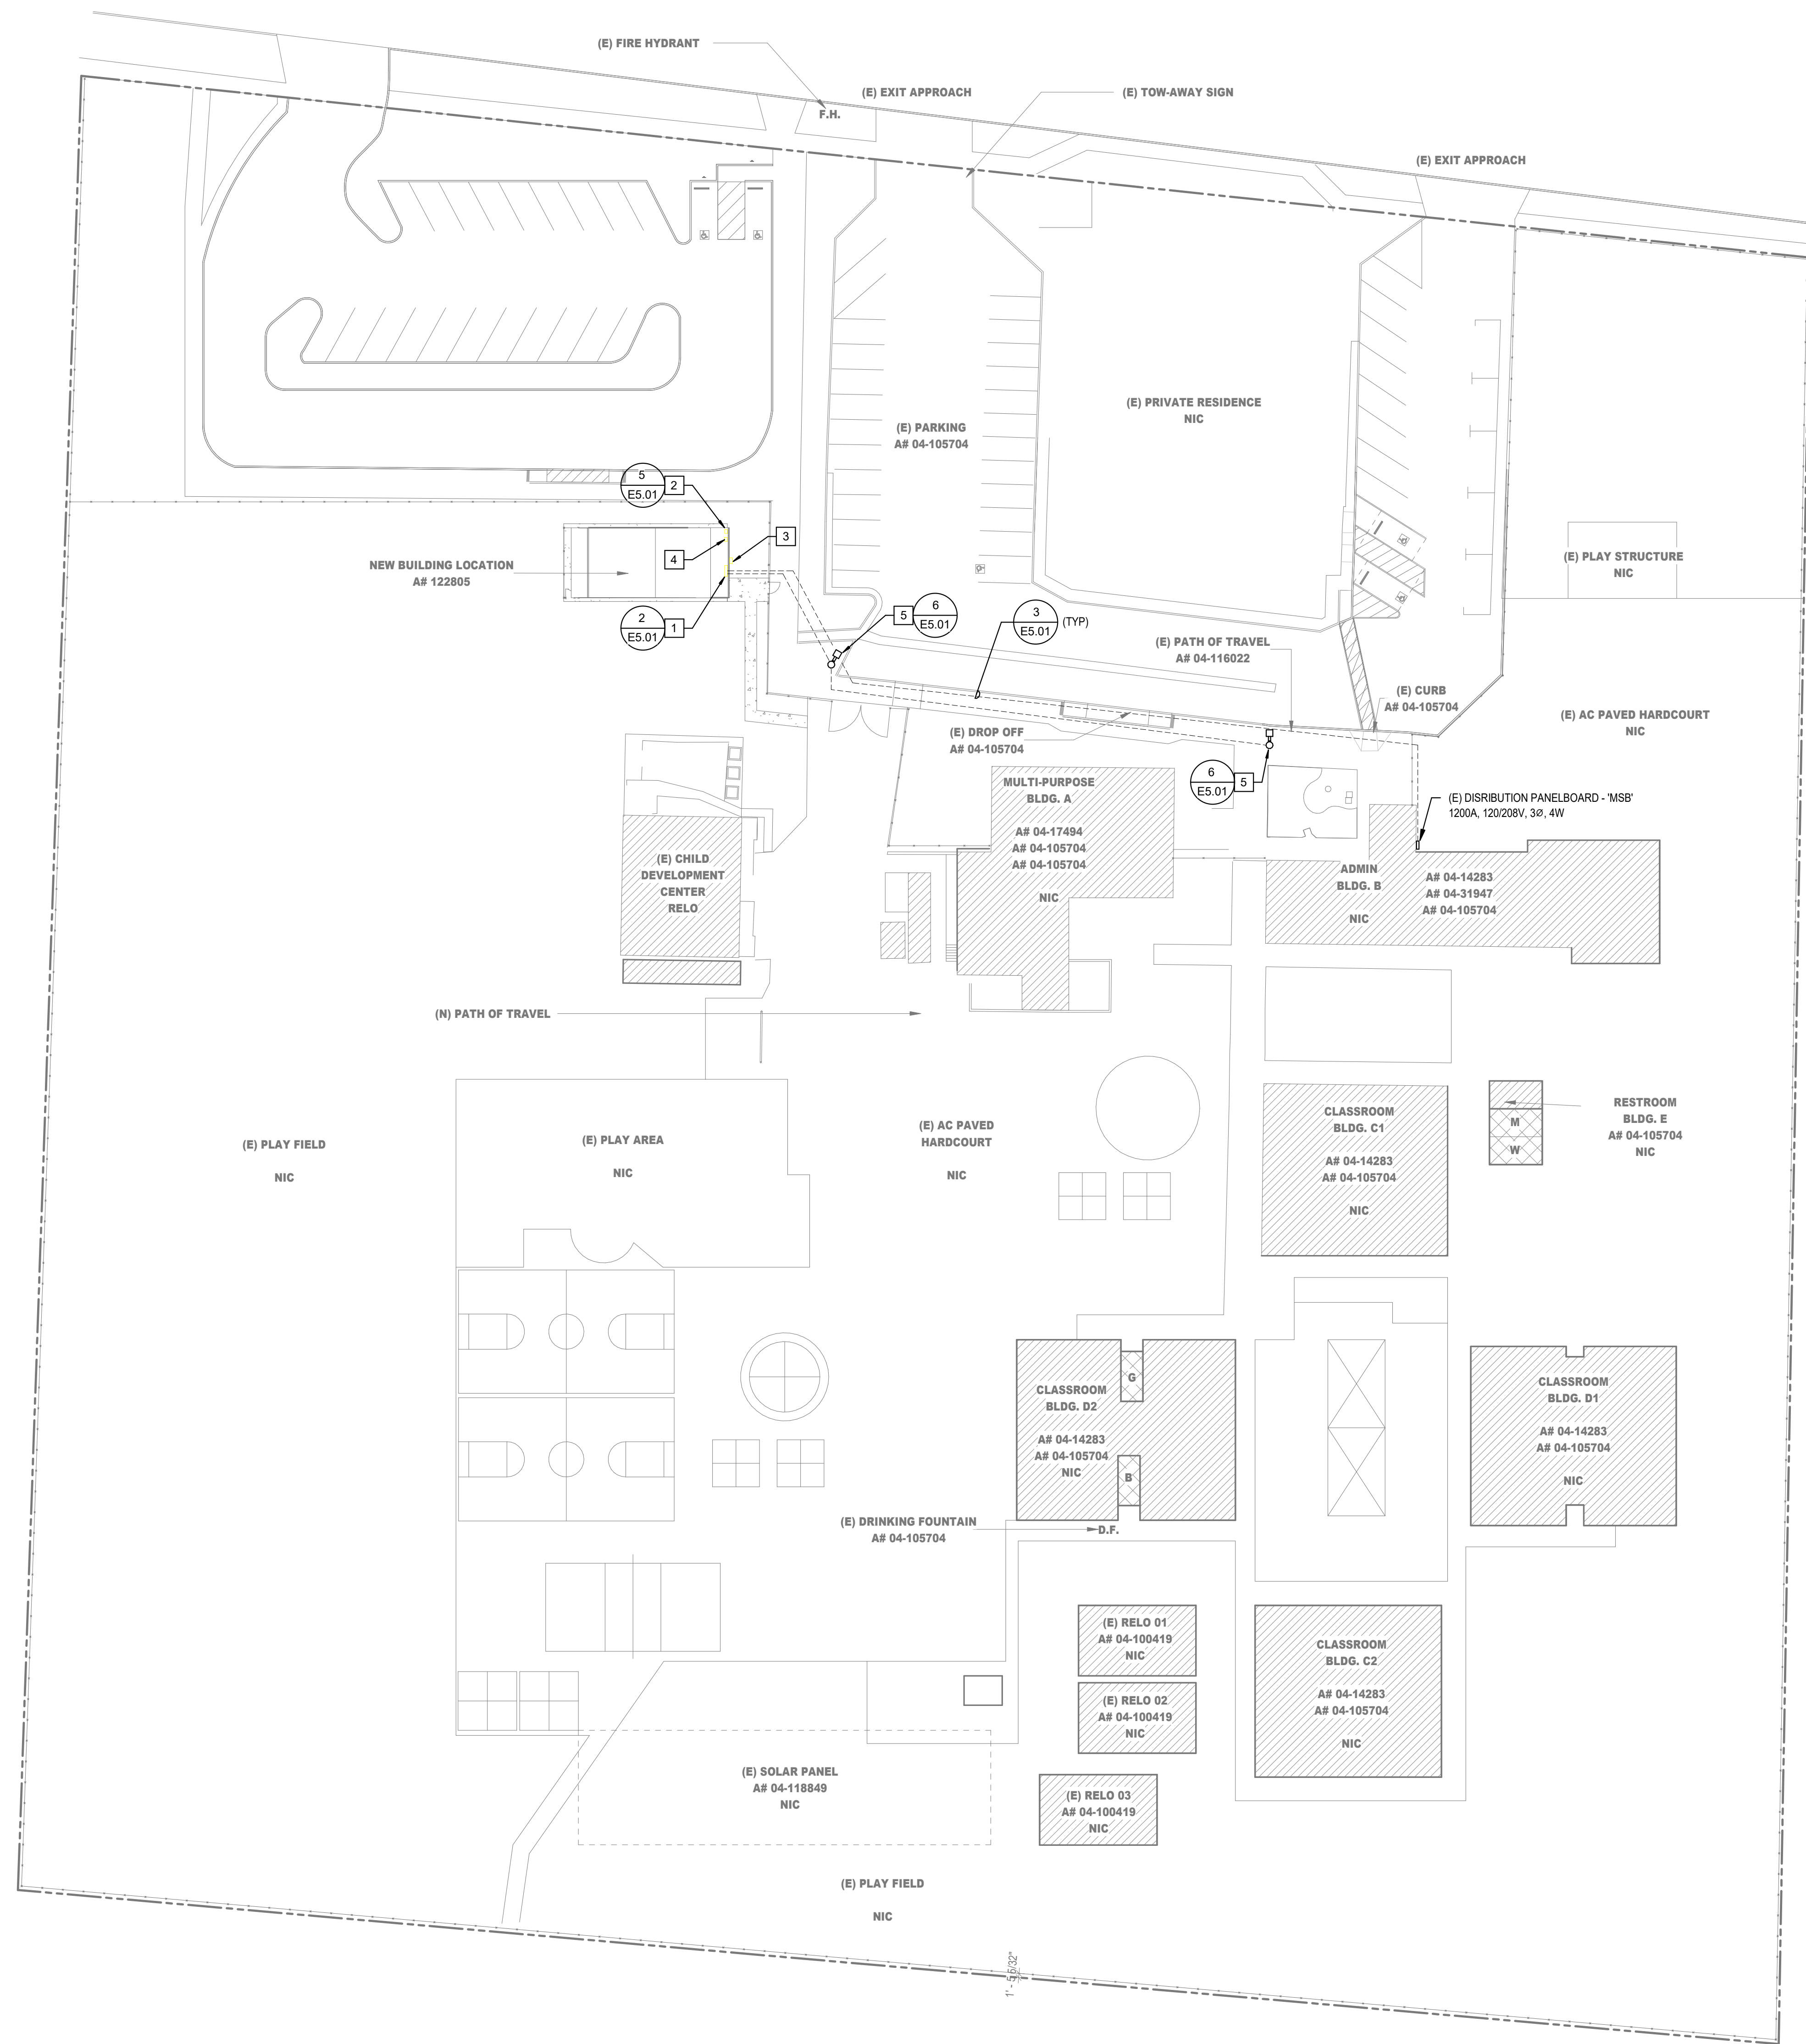 (E) FIRE HYDRANT
F.H.
(E) EXIT APPROACH
(E) TOW-AWAY SIGN
(E) EXIT APPROACH
(E) PRIVATE RESIDENCE
NIC
(E) PARKING
A# 04-105704
5
E5.01
2
4
3
NEW BUILDING LOCATION
A# 122805
(E) PLAY STRUCTURE
NIC
2
E5.01
1
5
6
E5.01
3
E5.01
(TYP)
(E) PATH OF TRAVEL
A# 04-116022
(E) CURB
A# 04-105704
(E) AC PAVED HARDCOURT
NIC
(E) DROP OFF
A# 04-105704
6
E5.01
5
(E) DISRIBUTION PANELBOARD - 'MSB'
1200A, 120/208V, 3Ø, 4W
MULTI-PURPOSE
BLDG. A
A# 04-17494
A# 04-105704
A# 04-105704
NIC
(E) CHILD
DEVELOPMENT
CENTER
RELO
ADMIN
BLDG. B
NIC
A# 04-14283
A# 04-31947
A# 04-105704
(N) PATH OF TRAVEL
(E) PLAY FIELD
NIC
(E) PLAY AREA
NIC
(E) AC PAVED
HARDCOURT
NIC
CLASSROOM
BLDG. C1
A# 04-14283
A# 04-105704
NIC
M
W
RESTROOM
BLDG. E
A# 04-105704
NIC
CLASSROOM
BLDG. D2
A# 04-14283
A# 04-105704
NIC
G
B
CLASSROOM
BLDG. D1
A# 04-14283
A# 04-105704
NIC
(E) DRINKING FOUNTAIN
A# 04-105704
D.F.
(E) RELO 01
A# 04-100419
NIC
(E) RELO 02
A# 04-100419
NIC
(E) RELO 03
A# 04-100419
NIC
CLASSROOM
BLDG. C2
A# 04-14283
A# 04-105704
NIC
(E) SOLAR PANEL
A# 04-118849
NIC
(E) PLAY FIELD
NIC